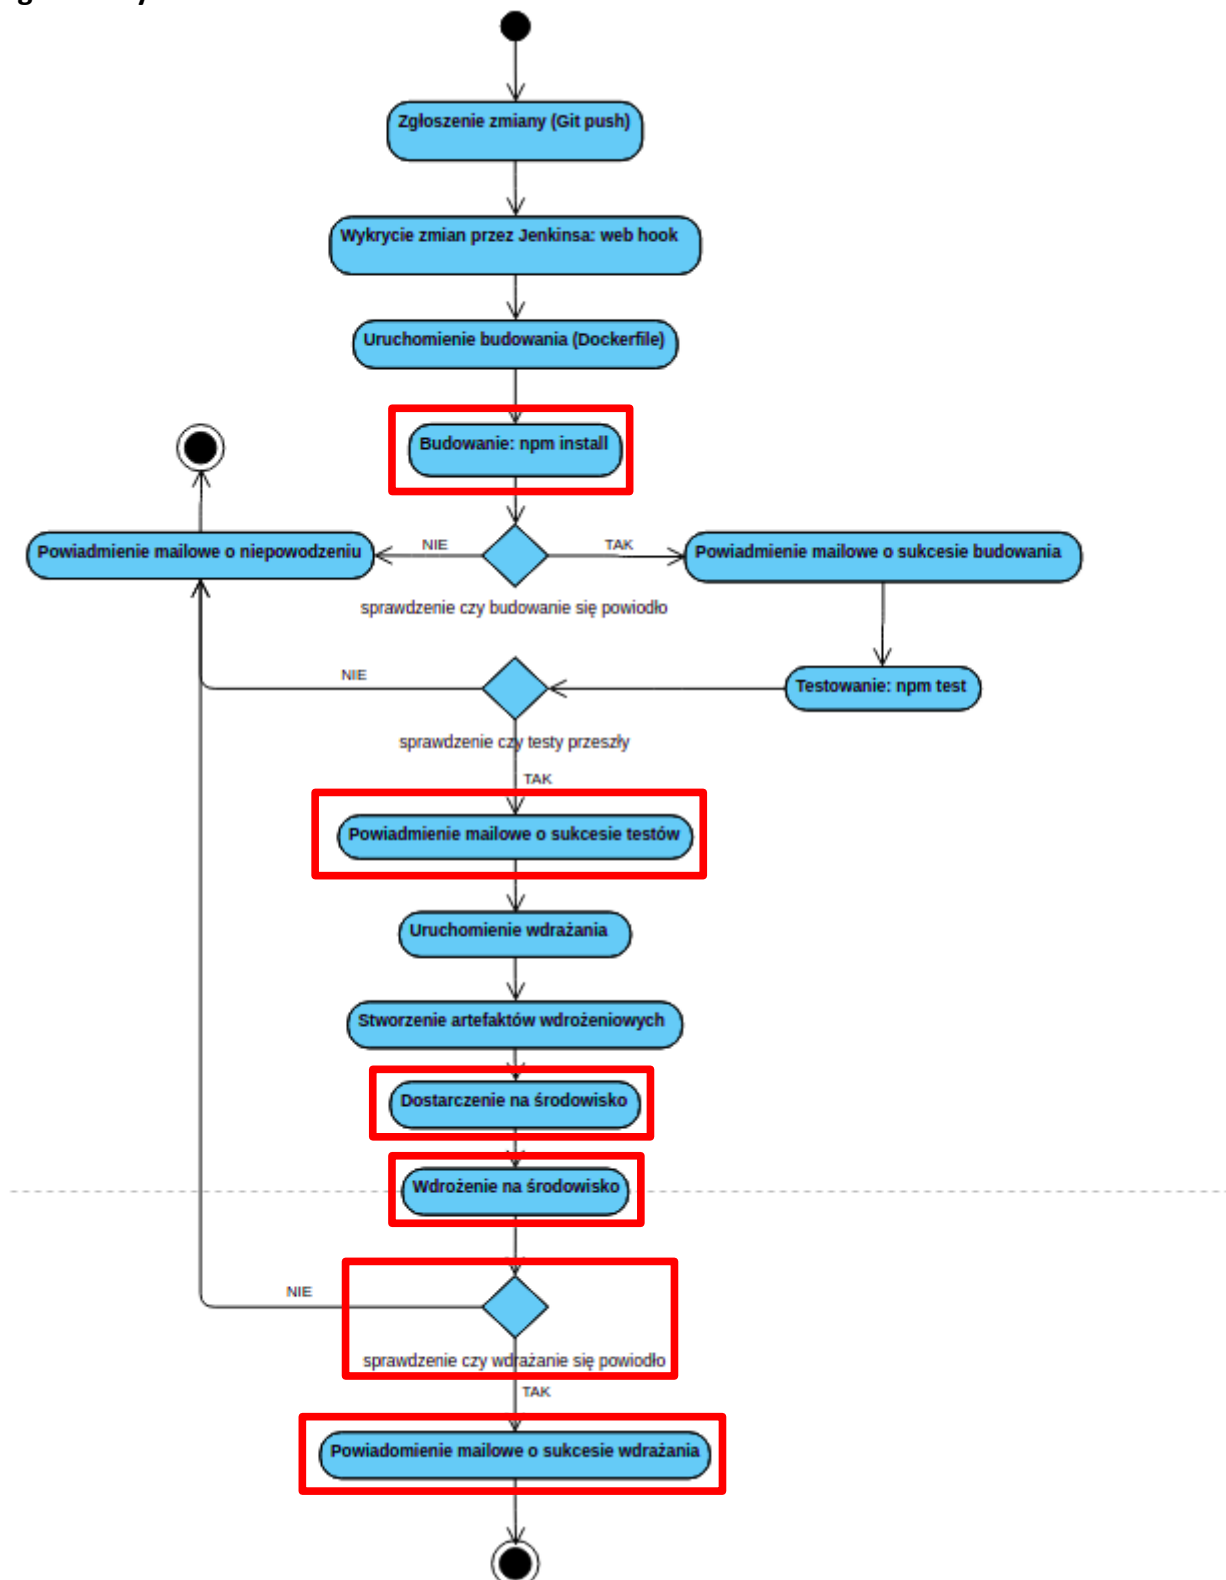 Zgłoszenie zmiany (Git push)
Wykrycie zmian przez Jenkinsa: web hook
Uruchomienie budowania (Dockerfile)
Budowanie: npm install
Powiadmienie mailowe o niepowodzeniu
NIE
TAK
Powiadmienie mailowe o sukcesie budowania
sprawdzenie czy budowanie się powiodło
NIE
Testowanie: npm test
sprawdzenie czy testy przeszły
TAK
Powiadmienie mailowe o sukcesie testów
Uruchomienie wdrażania
Stworzenie artefaktów wdrożeniowych
Dostarczenie na środowisko
Wdrożenie na środowisko
NIE
sprawdzenie czy wdrażanie się powiodło
TAK
Powiadomienie mailowe o sukcesie wdrażania